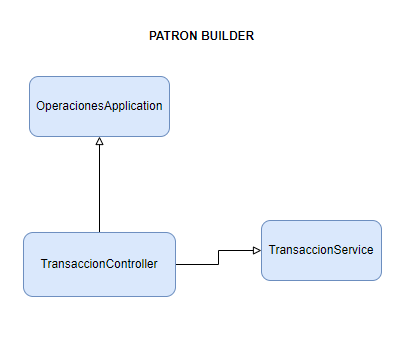 PATRON BUILDER
OperacionesApplication
TransaccionController
TransaccionService